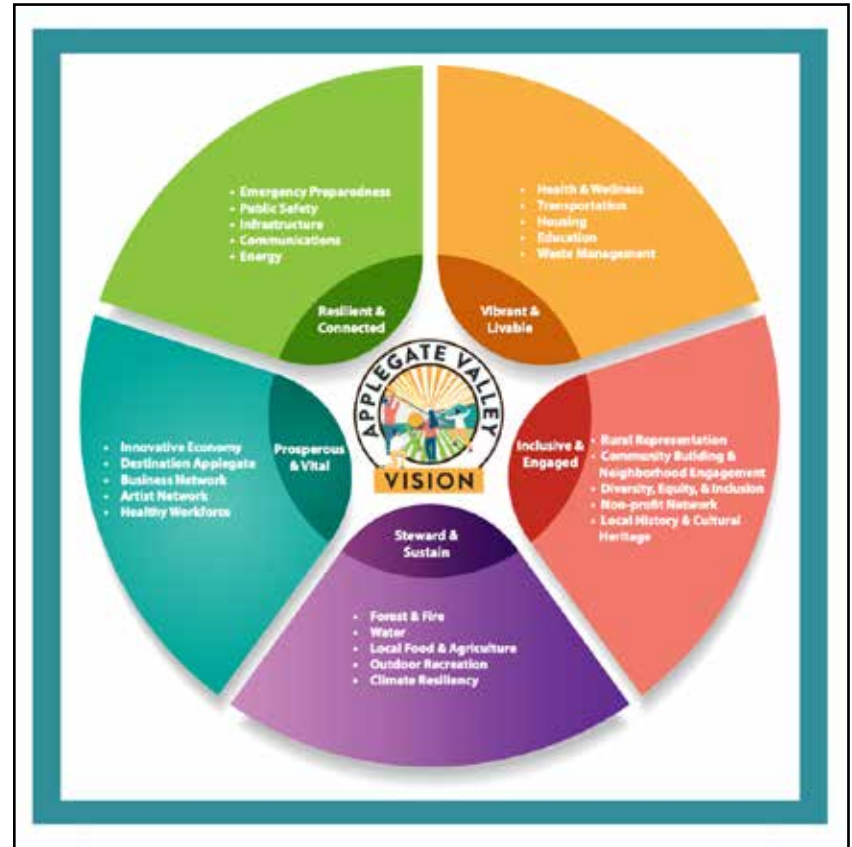 • Emergency Preparedness
• Public Safety
• Infrastructure
• Communications
• Energy
Resilient &
Connected
• Health & Wellness
• Transportation
• Housing
• Education
• Waste Management
Vibrant &
Livable
APPLEGATE VALLEY
VISION
• Innovative Economy
• Destination Applegate
• Business Network
• Artist Network
• Healthy Workforce
Prosperous
& Vital
Inclusive &
Engaged
• Rural Representation
• Community Building &
Neighborhood Engagement
• Diversity, Equity, & Inclusion
• Non-profit Network
• Local History & Cultural
Heritage
Steward &
Sustain
• Forest & Fire
• Water
• Local Food & Agriculture
• Outdoor Recreation
• Climate Resiliency